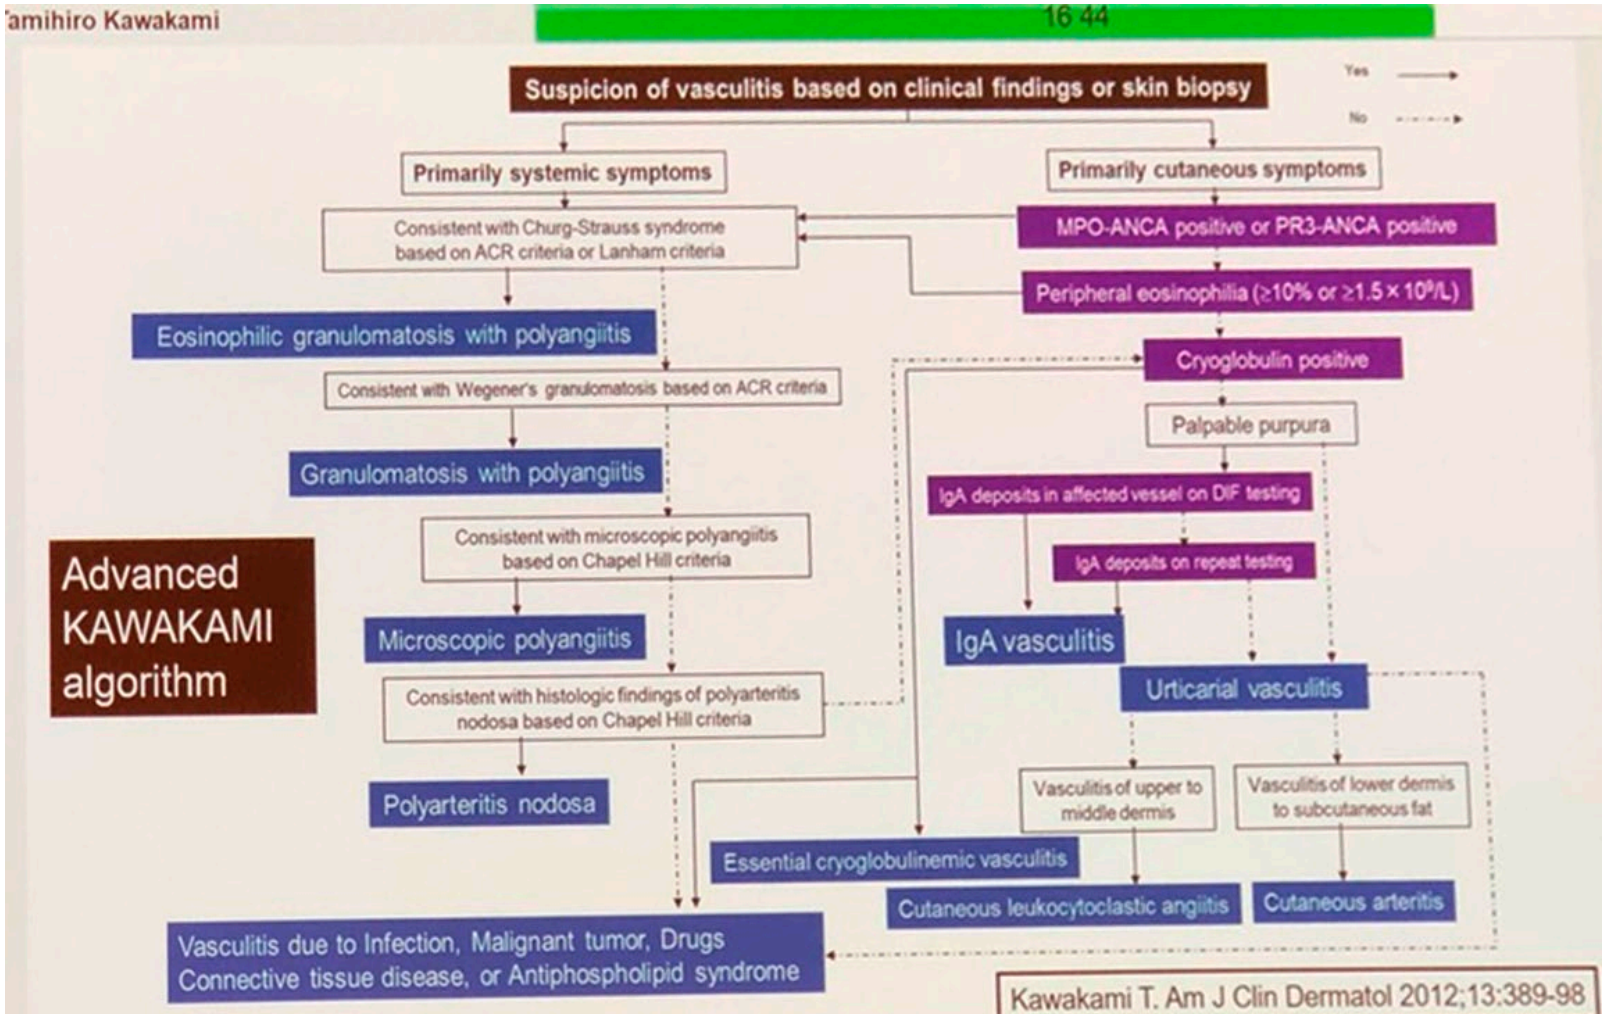 amihiro Kawakami
16 44
Suspicion of vasculitis based on clinical findings or skin biopsy
Yes
No
Primarily systemic symptoms
Primarily cutaneous symptoms
Consistent with Churg-Strauss syndrome
based on ACR criteria or Lanham criteria
MPO-ANCA positive or PR3-ANCA positive
Peripheral eosinophilia (≥10% or ≥1.5×10⁹/L)
Eosinophilic granulomatosis with polyangiitis
Cryoglobulin positive
Consistent with Wegener's granulomatosis based on ACR criteria
Palpable purpura
Granulomatosis with polyangiitis
IgA deposits in affected vessel on DIF testing
Consistent with microscopic polyangiitis
based on Chapel Hill criteria
IgA deposits on repeat testing
Advanced
KAWAKAMI
algorithm
Microscopic polyangiitis
IgA vasculitis
Urticarial vasculitis
Consistent with histologic findings of polyarteritis
nodosa based on Chapel Hill criteria
Polyarteritis nodosa
Vasculitis of upper to
middle dermis
Vasculitis of lower dermis
to subcutaneous fat
Essential cryoglobulinemic vasculitis
Cutaneous leukocytoclastic angiitis
Cutaneous arteritis
Vasculitis due to Infection, Malignant tumor, Drugs
Connective tissue disease, or Antiphospholipid syndrome
Kawakami T. Am J Clin Dermatol 2012;13:389-98